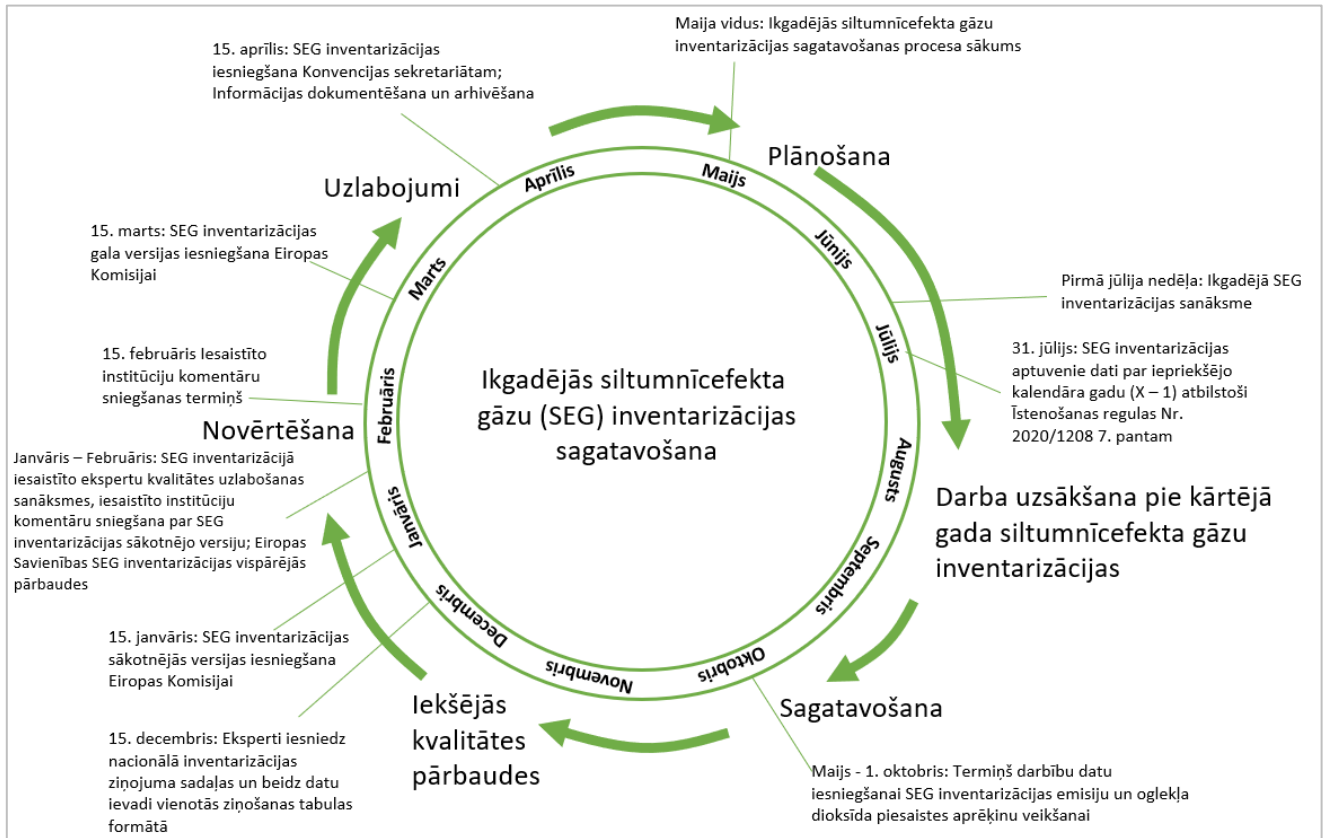 Maija vidus: Ikgadējās siltumnīcefekta gāzu
inventarizācijas sagatavošanas procesa sākums
15. aprīlis: SEG inventarizācijas
iesniegšana Konvencijas sekretariātam;
Informācijas dokumentēšana un arhivēšana
Plānošana
Uzlabojumi
Aprīlis
Maijs
Jūnijs
Jūlijs
Augusts
Septembris
Oktobris
Novembris
Decembris
Janvāris
Februāris
Marts
15. marts: SEG inventarizācijas
gala versijas iesniegšana Eiropas
Komisijai
Pirmā jūlija nedēļa: Ikgadējā SEG
inventarizācijas sanāksme
31. jūlijs: SEG inventarizācijas
aptuvenie dati par iepriekšējo
kalendāra gadu (X – 1) atbilstoši
Īstenošanas regulas Nr.
2020/1208 7. pantam
15. februāris Iesaistīto
institūciju komentāru
sniegšanas termiņš
Ikgadējās siltumnīcefekta
gāzu (SEG) inventarizācijas
sagatavošana
Novērtēšana
Janvāris – Februāris: SEG inventarizācijā
iesaistīto ekspertu kvalitātes uzlabošanas
sanāksmes, iesaistīto institūciju
komentāru sniegšana par SEG
inventarizācijas sākotnējo versiju; Eiropas
Savienības SEG inventarizācijas vispārējās
pārbaudes
Darba uzsākšana pie kārtējā
gada siltumnīcefekta gāzu
inventarizācijas
15. janvāris: SEG inventarizācijas
sākotnējās versijas iesniegšana
Eiropas Komisijai
Iekšējās
kvalitātes
pārbaudes
Sagatavošana
15. decembris: Eksperti iesniedz
nacionālā inventarizācijas
ziņojuma sadaļas un beidz datu
ievadi vienotās ziņošanas tabulas
formātā
Maijs - 1. oktobris: Termiņš darbību datu
iesniegšanai SEG inventarizācijas emisiju un oglekļa
dioksīda piesaistes aprēķinu veikšanai